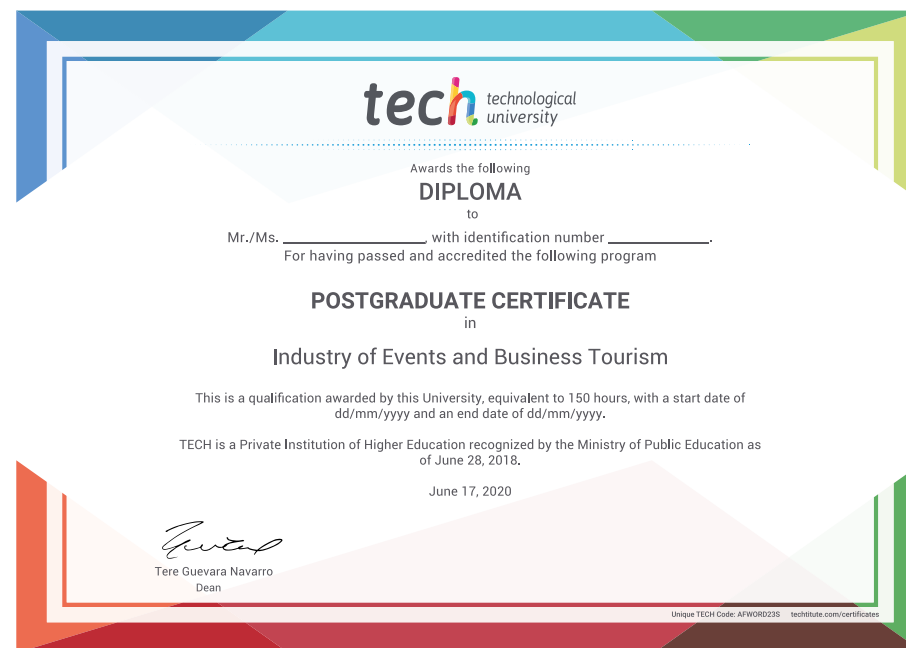 tech technological
university
Awards the following
DIPLOMA
to
Mr./Ms. ____________________, with identification number ______________.
For having passed and accredited the following program
POSTGRADUATE CERTIFICATE
in
Industry of Events and Business Tourism
This is a qualification awarded by this University, equivalent to 150 hours, with a start date of
dd/mm/yyyy and an end date of dd/mm/yyyy.
TECH is a Private Institution of Higher Education recognized by the Ministry of Public Education as
of June 28, 2018.
June 17, 2020
Tere Guevara Navarro
Dean
Unique TECH Code: AFWORD23S techtitute.com/certificates